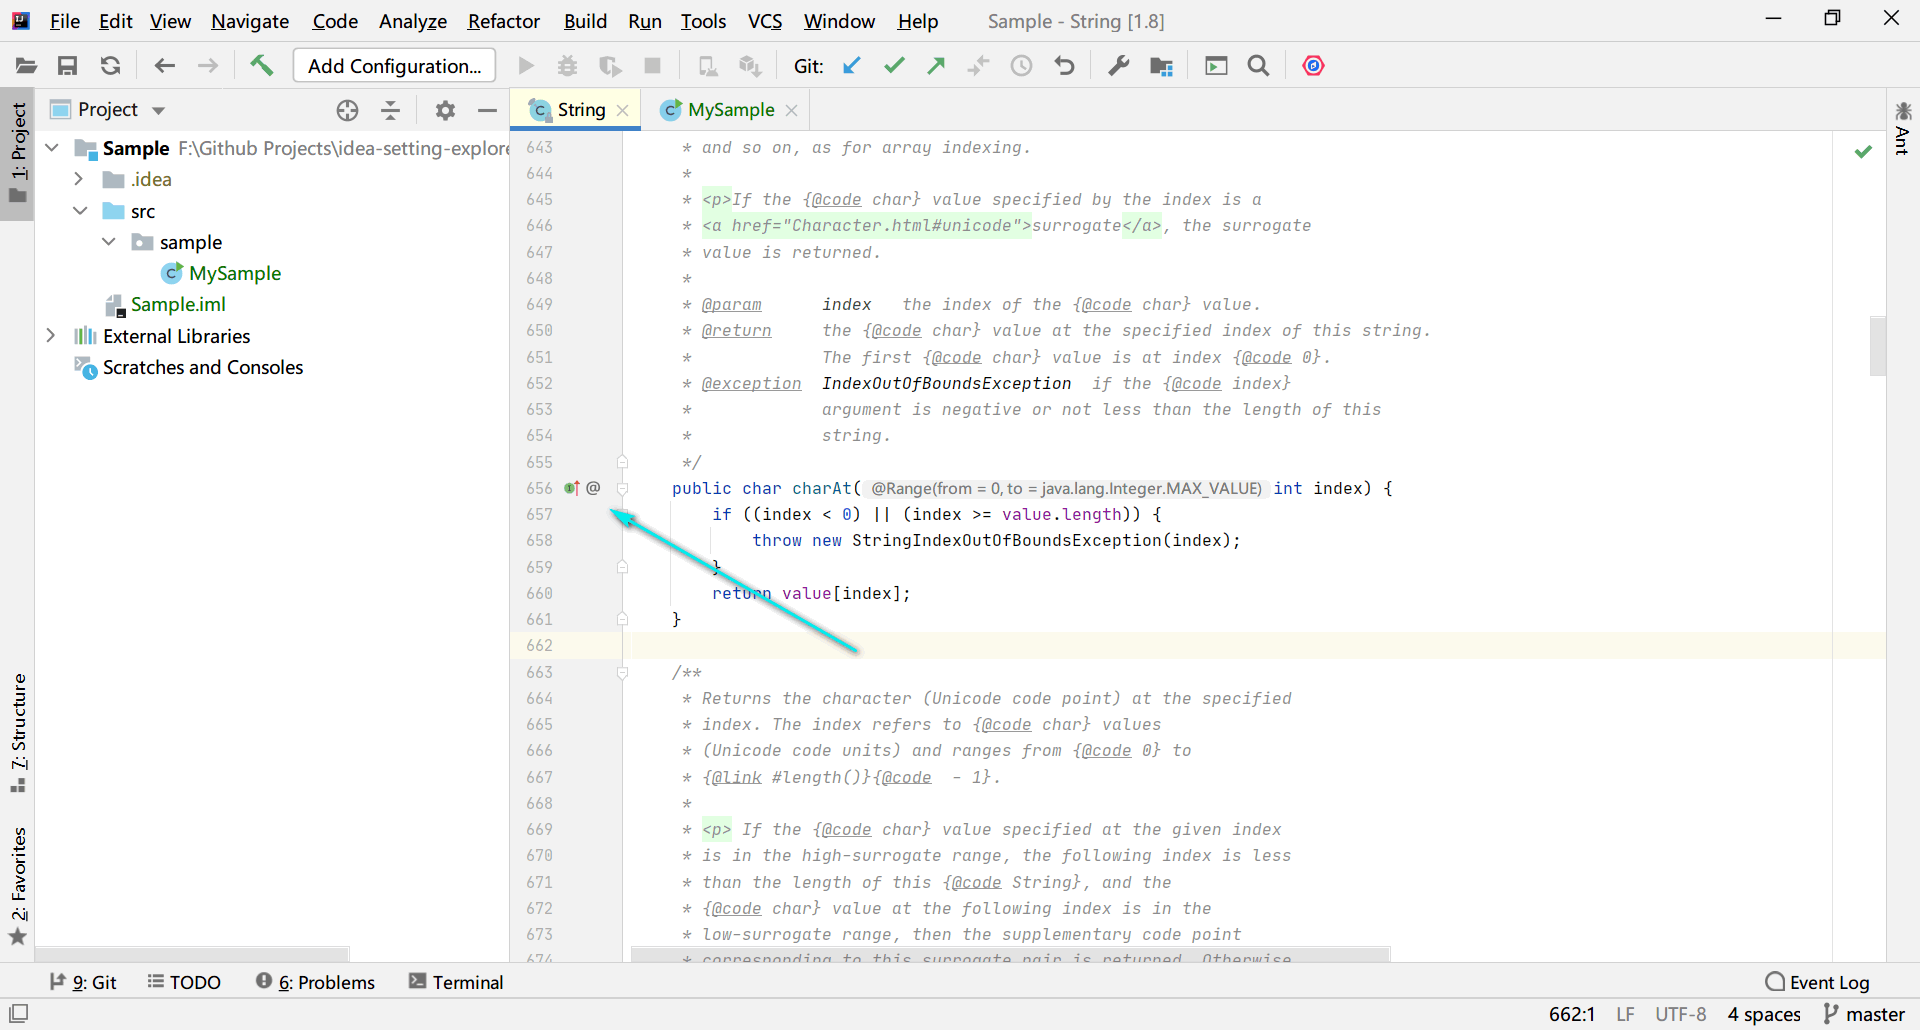 File Edit View Navigate Code Analyze Refactor Build Run Tools VCS Window Help Sample - String [1.8]
Add Configuration... Git:
1: Project
7: Structure
2: Favorites
Project
Sample F:\Github Projects\idea-setting-explore
.idea
src
sample
MySample
Sample.iml
External Libraries
Scratches and Consoles
String MySample
643 * and so on, as for array indexing.
644 *
645 * <p>If the {@code char} value specified by the index is a
646 * <a href="Character.html#unicode">surrogate</a>, the surrogate
647 * value is returned.
648 *
649 * @param index the index of the {@code char} value.
650 * @return the {@code char} value at the specified index of this string.
651 * The first {@code char} value is at index {@code 0}.
652 * @exception IndexOutOfBoundsException if the {@code index}
653 * argument is negative or not less than the length of this
654 * string.
655 */
656 @ public char charAt( @Range(from = 0, to = java.lang.Integer.MAX_VALUE) int index) {
657 if ((index < 0) || (index >= value.length)) {
658 throw new StringIndexOutOfBoundsException(index);
659 }
660 return value[index];
661 }
662
663 /**
664 * Returns the character (Unicode code point) at the specified
665 * index. The index refers to {@code char} values
666 * (Unicode code units) and ranges from {@code 0} to
667 * {@link #length()}{@code  - 1}.
668 *
669 * <p> If the {@code char} value specified at the given index
670 * is in the high-surrogate range, the following index is less
671 * than the length of this {@code String}, and the
672 * {@code char} value at the following index is in the
673 * low-surrogate range, then the supplementary code point
674 * corresponding to this surrogate pair is returned. Otherwise
Ant
9: Git TODO 6: Problems Terminal Event Log
662:1 LF UTF-8 4 spaces master